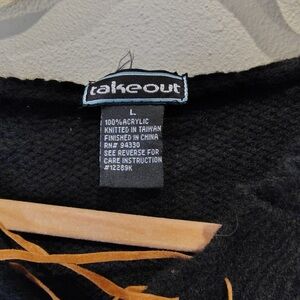 takeout
L
100% ACRYLIC
KNITTED IN TAIWAN
FINISHED IN CHINA
RN# 94330
SEE REVERSE FOR
CARE INSTRUCTION
#12289K